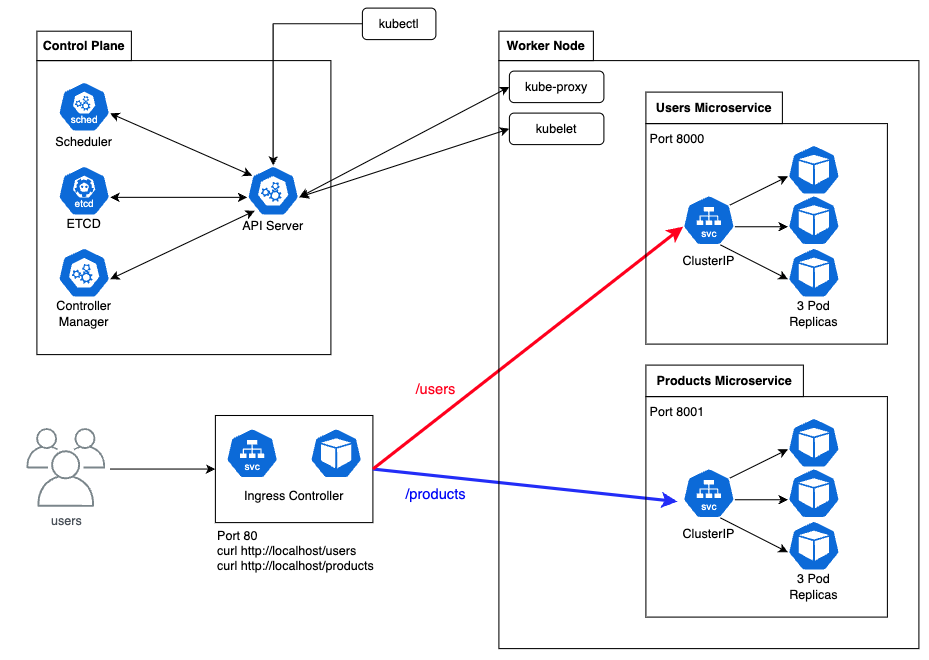 kubectl
Control Plane
sched
Scheduler
etcd
ETCD
Controller
Manager
API Server
Worker Node
kube-proxy
kubelet
Users Microservice
Port 8000
svc
ClusterIP
3 Pod
Replicas
Products Microservice
Port 8001
svc
ClusterIP
3 Pod
Replicas
/users
/products
users
svc
Ingress Controller
Port 80
curl http://localhost/users
curl http://localhost/products